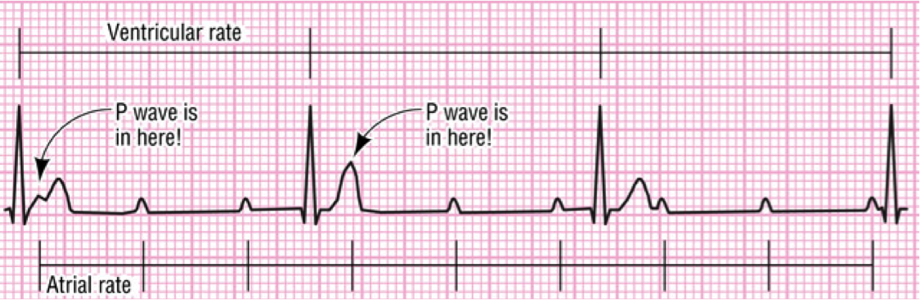 Ventricular rate
P wave is
in here!
P wave is
in here!
Atrial rate